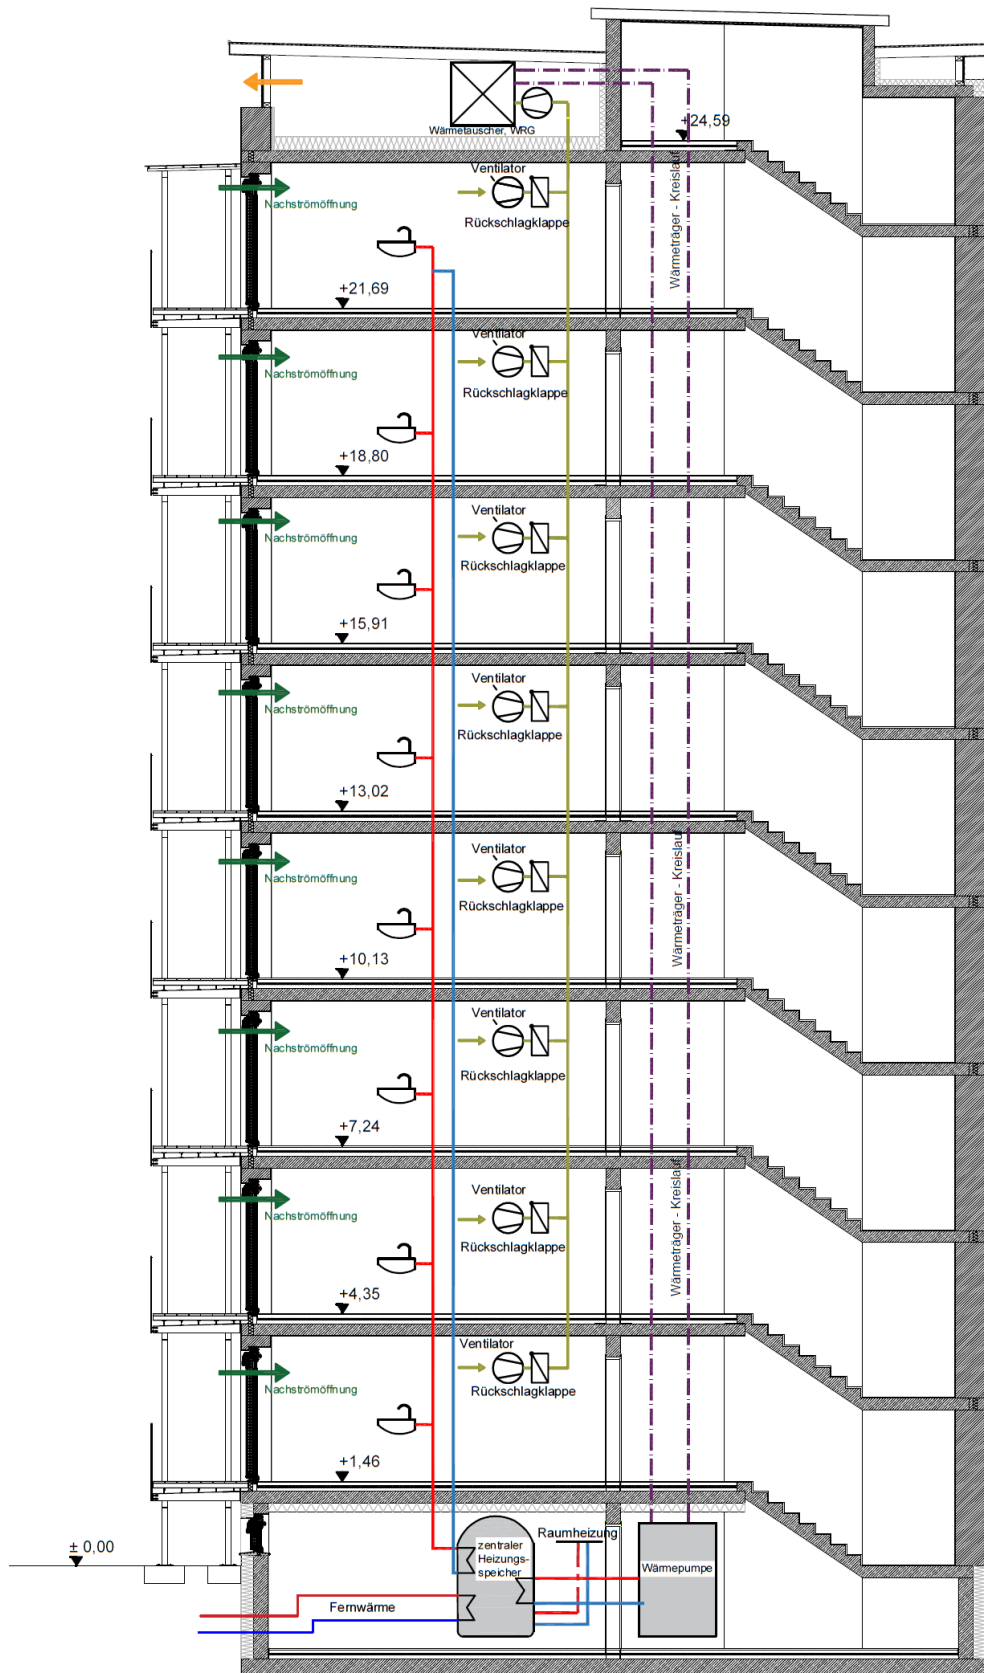 Wärmetauscher, WRG
+24,59
Ventilator
Nachströmöffnung
Rückschlagklappe
Wärmeträger - Kreislauf
+21,69
Ventilator
Nachströmöffnung
Rückschlagklappe
+18,80
Ventilator
Nachströmöffnung
Rückschlagklappe
+15,91
Ventilator
Nachströmöffnung
Rückschlagklappe
+13,02
Ventilator
Nachströmöffnung
Rückschlagklappe
Wärmeträger - Kreislauf
+10,13
Ventilator
Nachströmöffnung
Rückschlagklappe
+7,24
Ventilator
Nachströmöffnung
Rückschlagklappe
Wärmeträger - Kreislauf
+4,35
Ventilator
Nachströmöffnung
Rückschlagklappe
+1,46
± 0,00
Raumheizung
zentraler
Heizungs-
speicher
Wärmepumpe
Fernwärme